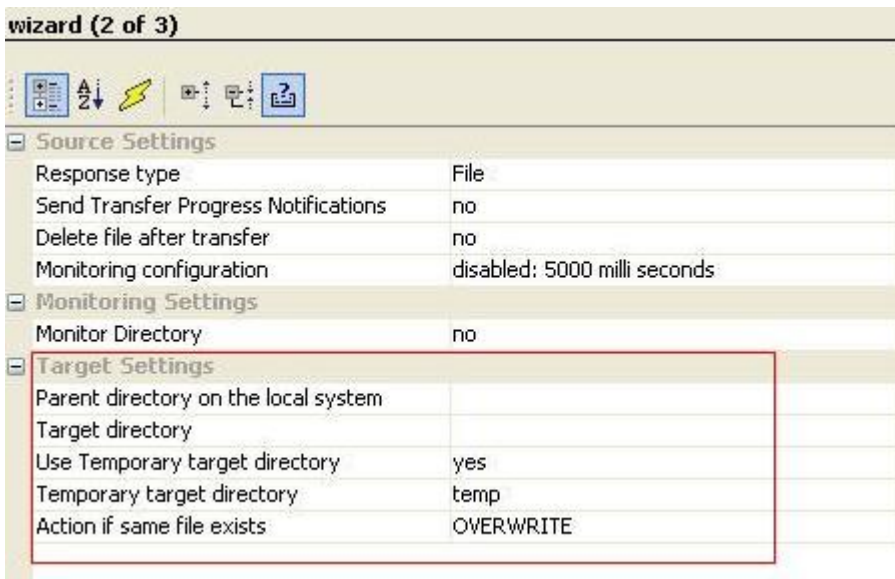 wizard (2 of 3)
A
Z
Source Settings
Response type File
Send Transfer Progress Notifications no
Delete file after transfer no
Monitoring configuration disabled: 5000 milli seconds
Monitoring Settings
Monitor Directory no
Target Settings
Parent directory on the local system
Target directory
Use Temporary target directory yes
Temporary target directory temp
Action if same file exists OVERWRITE